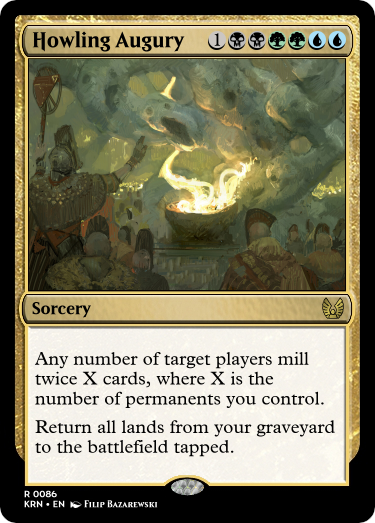 Howling Augury 1
Sorcery
Any number of target players mill
twice X cards, where X is the
number of permanents you control.
Return all lands from your graveyard
to the battlefield tapped.
R 0086
KRN • EN Filip Bazarewski